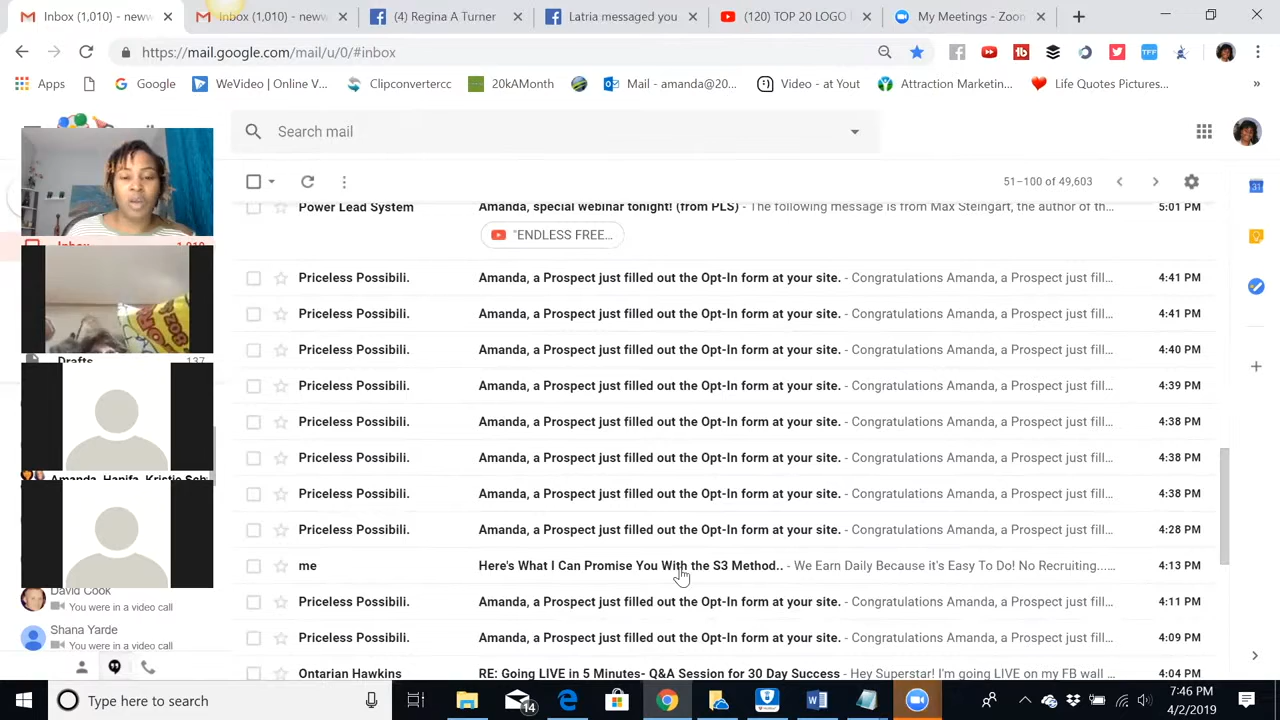 Inbox (1,010) - neww
Inbox (1,010) - neww
(4) Regina A Turner
Latria messaged you
(120) TOP 20 LOGO
My Meetings - Zoom
https://mail.google.com/mail/u/0/#inbox
Apps
Google
WeVideo | Online V...
Clipconvertercc
20kAMonth
Mail - amanda@20...
Video - at Yout
Attraction Marketin...
Life Quotes Pictures...
»
Search mail
51–100 of 49,603
Power Lead System Amanda, special webinar tonight! (from PLS) - The following message is from Max Steingart, the author of th... 5:01 PM
"ENDLESS FREE...
Priceless Possibili. Amanda, a Prospect just filled out the Opt-In form at your site. - Congratulations Amanda, a Prospect just fill... 4:41 PM
Priceless Possibili. Amanda, a Prospect just filled out the Opt-In form at your site. - Congratulations Amanda, a Prospect just fill... 4:41 PM
Priceless Possibili. Amanda, a Prospect just filled out the Opt-In form at your site. - Congratulations Amanda, a Prospect just fill... 4:40 PM
Priceless Possibili. Amanda, a Prospect just filled out the Opt-In form at your site. - Congratulations Amanda, a Prospect just fill... 4:39 PM
Priceless Possibili. Amanda, a Prospect just filled out the Opt-In form at your site. - Congratulations Amanda, a Prospect just fill... 4:38 PM
Priceless Possibili. Amanda, a Prospect just filled out the Opt-In form at your site. - Congratulations Amanda, a Prospect just fill... 4:38 PM
Priceless Possibili. Amanda, a Prospect just filled out the Opt-In form at your site. - Congratulations Amanda, a Prospect just fill... 4:38 PM
Priceless Possibili. Amanda, a Prospect just filled out the Opt-In form at your site. - Congratulations Amanda, a Prospect just fill... 4:28 PM
me Here's What I Can Promise You With the S3 Method.. - We Earn Daily Because it's Easy To Do! No Recruiting...... 4:13 PM
Priceless Possibili. Amanda, a Prospect just filled out the Opt-In form at your site. - Congratulations Amanda, a Prospect just fill... 4:11 PM
Priceless Possibili. Amanda, a Prospect just filled out the Opt-In form at your site. - Congratulations Amanda, a Prospect just fill... 4:09 PM
Ontarian Hawkins RE: Going LIVE in 5 Minutes- Q&A Session for 30 Day Success - Hey Superstar! I'm going LIVE on my FB wall 4:04 PM
Inbox 1,010
Drafts 137
Amanda, Hanifa, Kristie Sch
David Cook
You were in a video call
Shana Yarde
You were in a video call
31
TFF
Type here to search
14
7:46 PM
4/2/2019